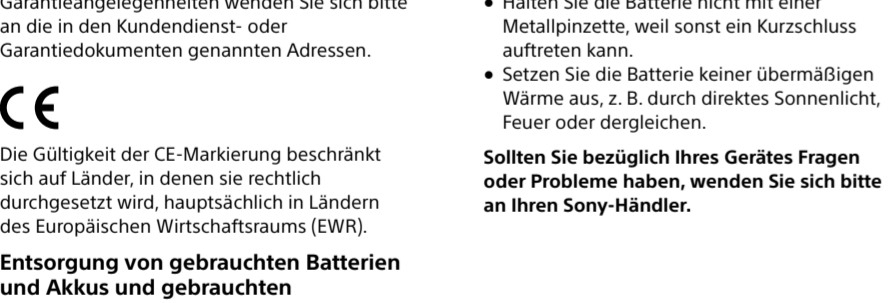 Garantieangelegenheiten wenden Sie sich bitte
an die in den Kundendienst- oder
Garantiedokumenten genannten Adressen.
CE
Die Gültigkeit der CE-Markierung beschränkt
sich auf Länder, in denen sie rechtlich
durchgesetzt wird, hauptsächlich in Ländern
des Europäischen Wirtschaftsraums (EWR).
Entsorgung von gebrauchten Batterien
und Akkus und gebrauchten
• Halten Sie die Batterie nicht mit einer
Metallpinzette, weil sonst ein Kurzschluss
auftreten kann.
• Setzen Sie die Batterie keiner übermäßigen
Wärme aus, z. B. durch direktes Sonnenlicht,
Feuer oder dergleichen.
Sollten Sie bezüglich Ihres Gerätes Fragen
oder Probleme haben, wenden Sie sich bitte
an Ihren Sony-Händler.